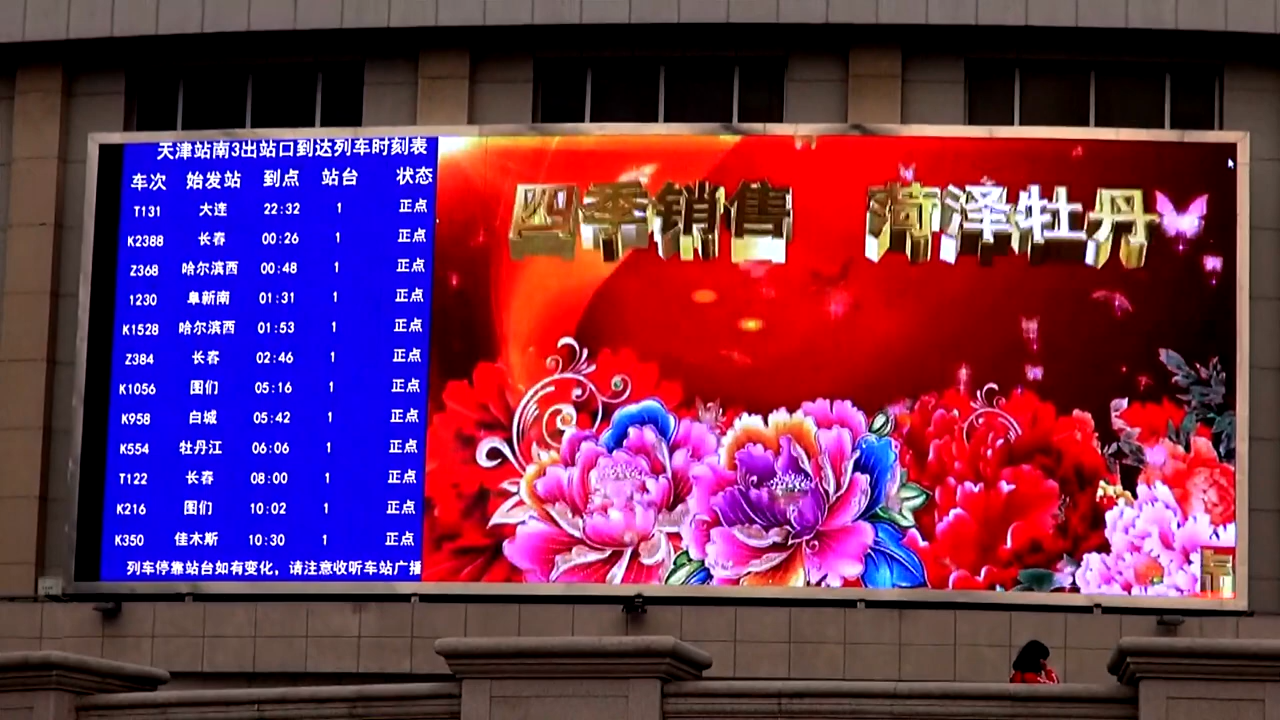 天津站南3出站口到达列车时刻表
车次 始发站 到点 站台 状态
T131 大连 22:32 1 正点
K2388 长春 00:26 1 正点
Z368 哈尔滨西 00:48 1 正点
1230 阜新南 01:31 1 正点
K1528 哈尔滨西 01:53 1 正点
Z384 长春 02:46 1 正点
K1056 图们 05:16 1 正点
K958 白城 05:42 1 正点
K554 牡丹江 06:06 1 正点
T122 长春 08:00 1 正点
K216 图们 10:02 1 正点
K350 佳木斯 10:30 1 正点
列车停靠站台如有变化，请注意收听车站广播
四季销售 菏泽牡丹